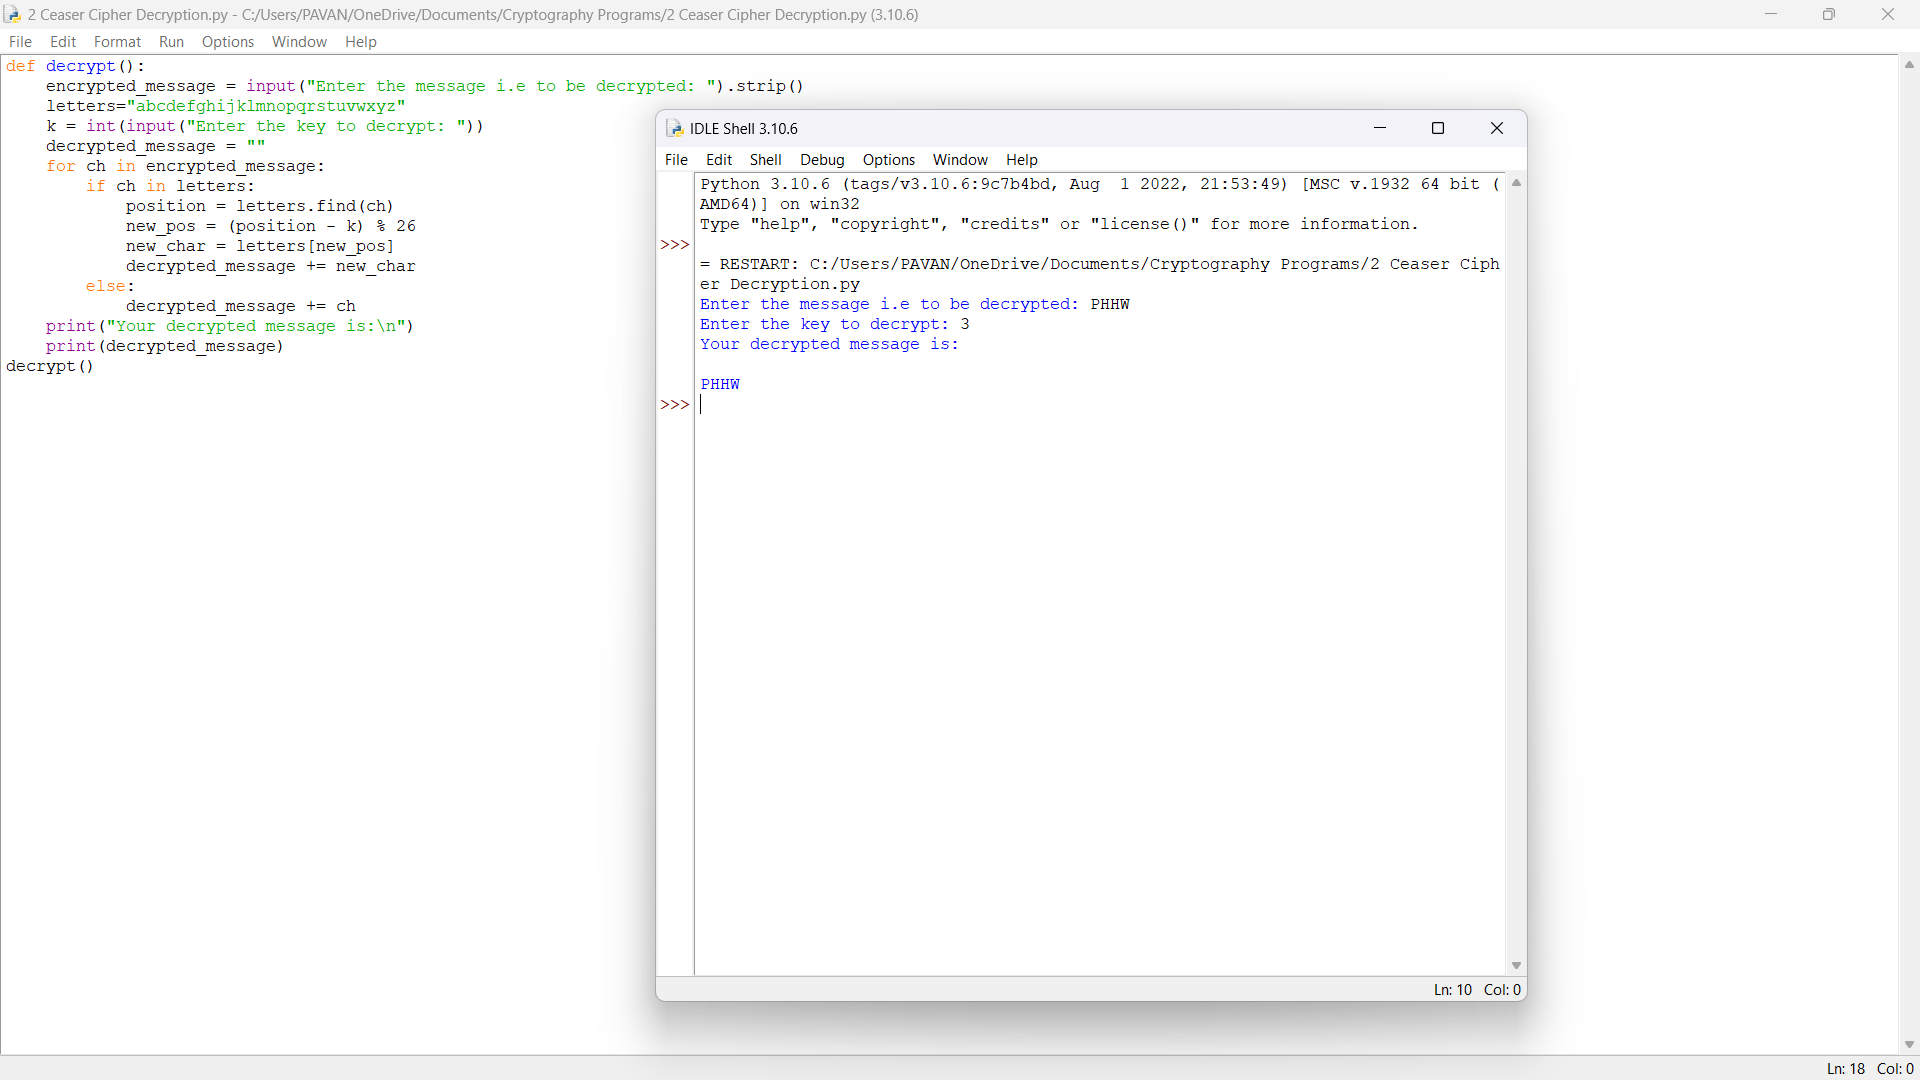 2 Ceaser Cipher Decryption.py - C:/Users/PAVAN/OneDrive/Documents/Cryptography Programs/2 Ceaser Cipher Decryption.py (3.10.6)
File Edit Format Run Options Window Help
def decrypt():
    encrypted_message = input("Enter the message i.e to be decrypted: ").strip()
    letters="abcdefghijklmnopqrstuvwxyz"
    k = int(input("Enter the key to decrypt: "))
    decrypted_message = ""
    for ch in encrypted_message:
        if ch in letters:
            position = letters.find(ch)
            new_pos = (position - k) % 26
            new_char = letters[new_pos]
            decrypted_message += new_char
        else:
            decrypted_message += ch
    print("Your decrypted message is:\n")
    print(decrypted_message)
decrypt()
IDLE Shell 3.10.6
File Edit Shell Debug Options Window Help
Python 3.10.6 (tags/v3.10.6:9c7b4bd, Aug  1 2022, 21:53:49) [MSC v.1932 64 bit (
AMD64)] on win32
Type "help", "copyright", "credits" or "license()" for more information.
>>>
= RESTART: C:/Users/PAVAN/OneDrive/Documents/Cryptography Programs/2 Ceaser Ciph
er Decryption.py
Enter the message i.e to be decrypted: PHHW
Enter the key to decrypt: 3
Your decrypted message is:
PHHW
>>>
Ln: 10 Col: 0
Ln: 18 Col: 0